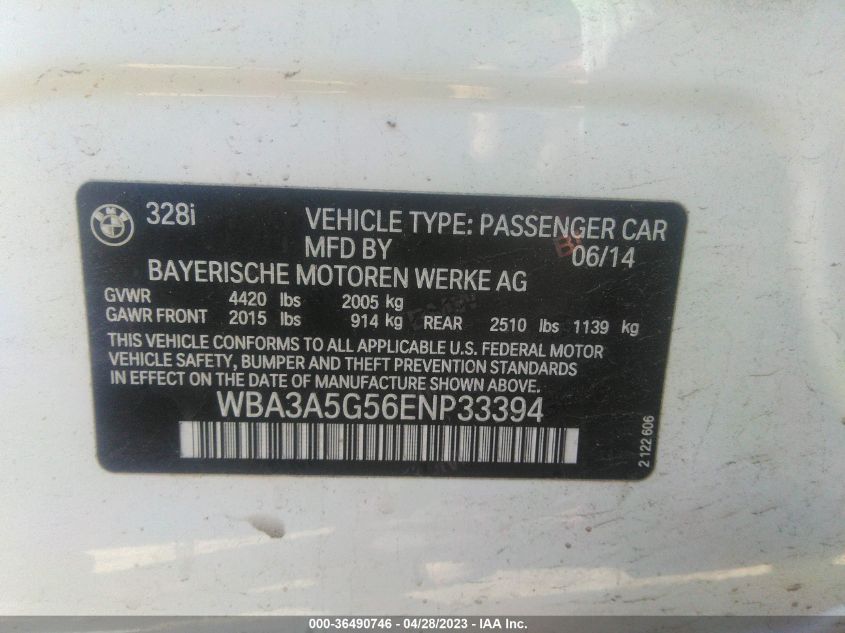 BMW
328i VEHICLE TYPE: PASSENGER CAR
MFD BY 06/14
BAYERISCHE MOTOREN WERKE AG
GVWR 4420 lbs 2005 kg
GAWR FRONT 2015 lbs 914 kg REAR 2510 lbs 1139 kg
THIS VEHICLE CONFORMS TO ALL APPLICABLE U.S. FEDERAL MOTOR
VEHICLE SAFETY, BUMPER AND THEFT PREVENTION STANDARDS
IN EFFECT ON THE DATE OF MANUFACTURE SHOWN ABOVE.
WBA3A5G56ENP33394
2 122 606
000-36490746 - 04/28/2023 - IAA Inc.